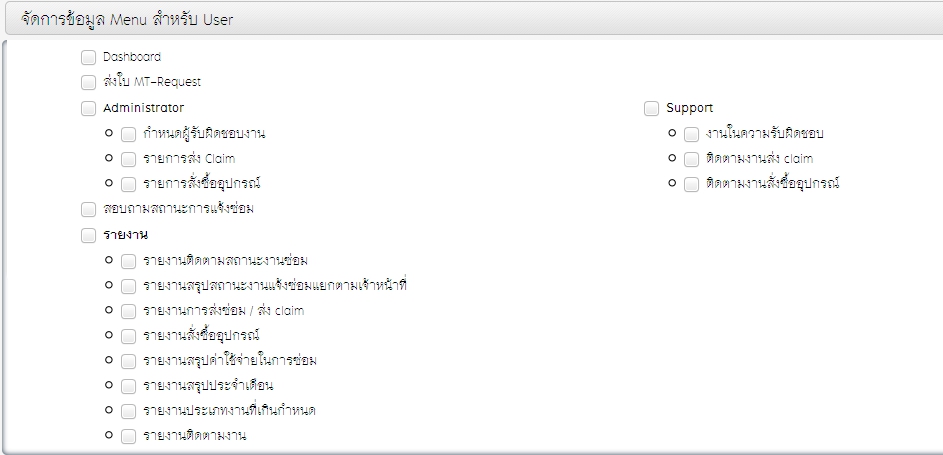 จัดการข้อมูล Menu สำหรับ User
Dashboard
ส่งใบ MT-Request
Administrator
กำหนดผู้รับผิดชอบงาน
รายการส่ง Claim
รายการสั่งซื้ออุปกรณ์
Support
งานในความรับผิดชอบ
ติดตามงานส่ง claim
ติดตามงานสั่งซื้ออุปกรณ์
สอบถามสถานะการแจ้งซ่อม
รายงาน
รายงานติดตามสถานะงานซ่อม
รายงานสรุปสถานะงานแจ้งซ่อมแยกตามเจ้าหน้าที่
รายงานการส่งซ่อม / ส่ง claim
รายงานสั่งซื้ออุปกรณ์
รายงานสรุปค่าใช้จ่ายในการซ่อม
รายงานสรุปประจำเดือน
รายงานประเภทงานที่เกินกำหนด
รายงานติดตามงาน